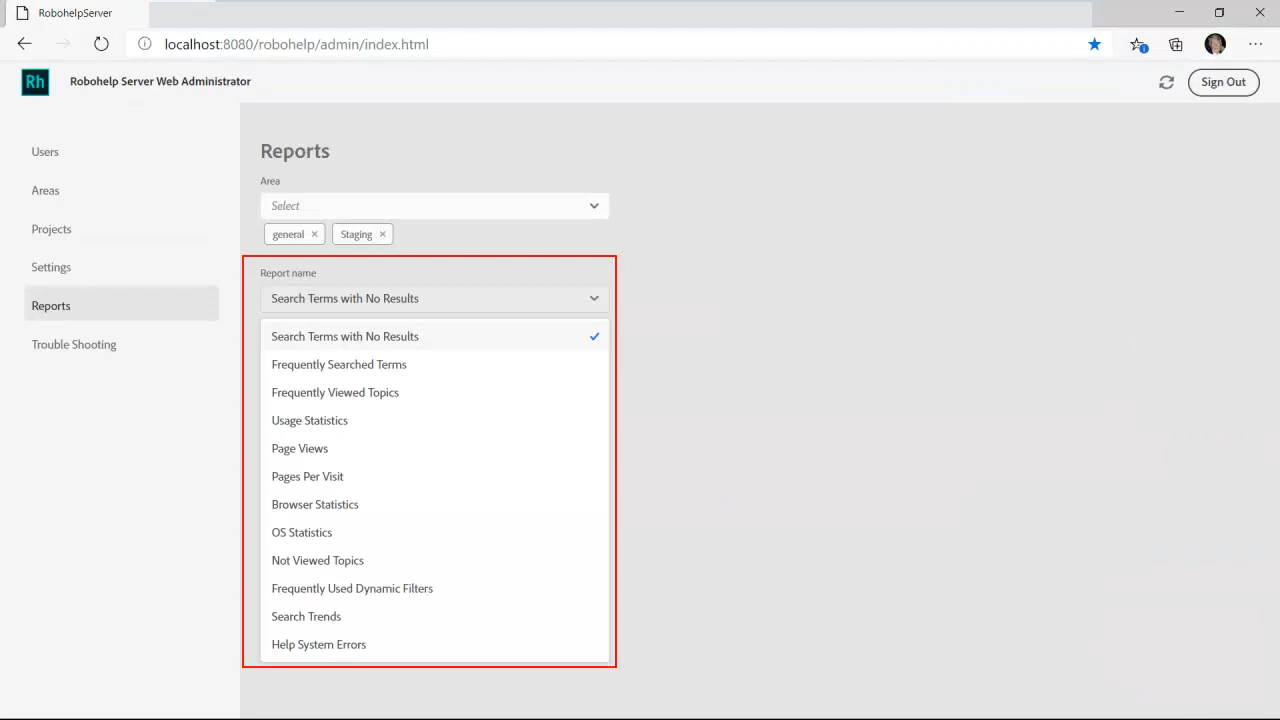 RobohelpServer
localhost:8080/robohelp/admin/index.html
Rh
Robohelp Server Web Administrator
Sign Out
Users
Areas
Projects
Settings
Reports
Trouble Shooting
Reports
Area
Select
general
Staging
Report name
Search Terms with No Results
Search Terms with No Results
Frequently Searched Terms
Frequently Viewed Topics
Usage Statistics
Page Views
Pages Per Visit
Browser Statistics
OS Statistics
Not Viewed Topics
Frequently Used Dynamic Filters
Search Trends
Help System Errors